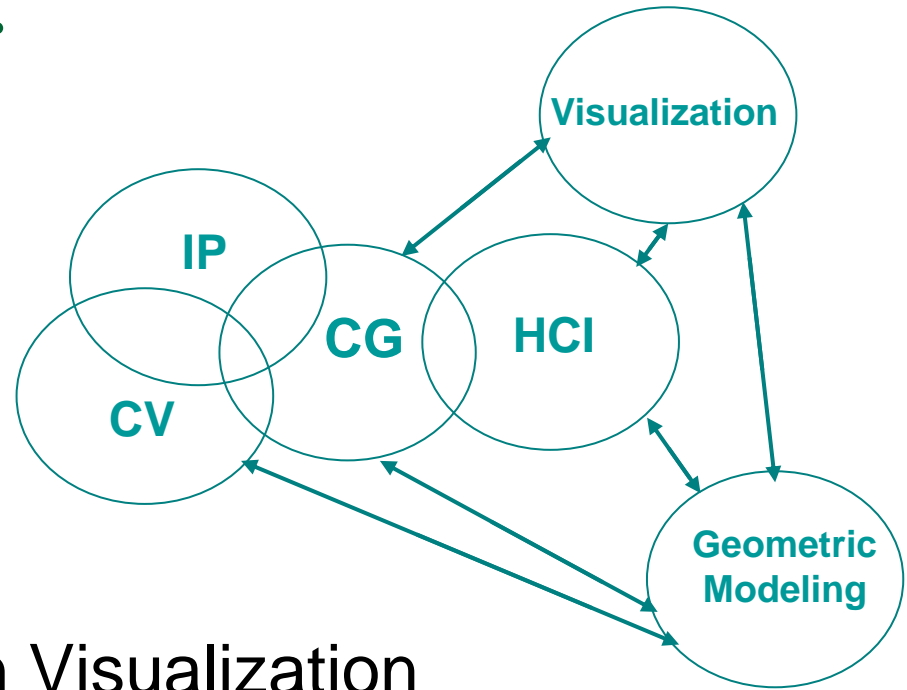 Visualization
IP
CG
HCI
CV
Geometric
Modeling
Visualization